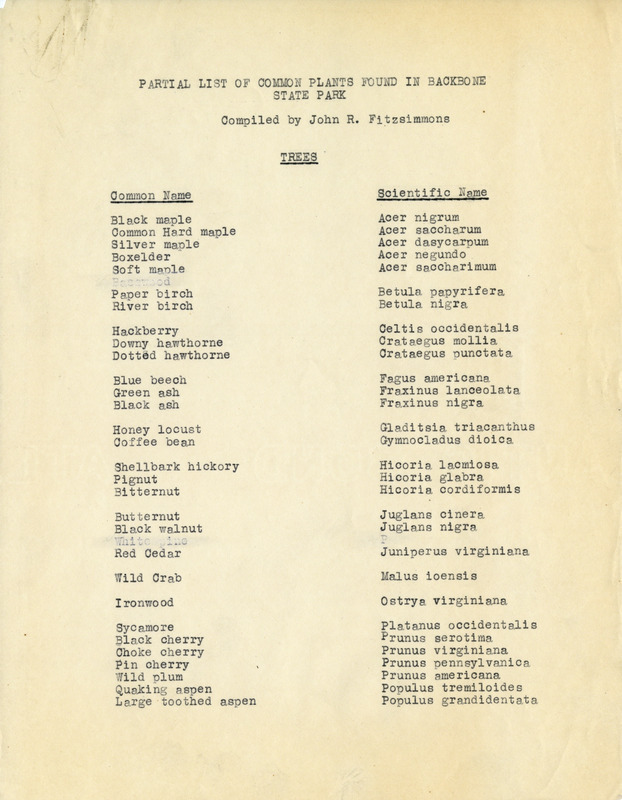 PARTIAL LIST OF COMMON PLANTS FOUND IN BACKBONE
STATE PARK
Compiled by John R. Fitzsimmons
TREES
Common Name Scientific Name
Black maple Acer nigrum
Common Hard maple Acer saccharum
Silver maple Acer dasycarpum
Boxelder Acer negundo
Soft maple Acer saccharimum
Paper birch Betula papyrifera
River birch Betula nigra
Hackberry Celtis occidentalis
Downy hawthorne Crataegus mollia
Dotted hawthorne Crataegus punctata
Blue beech Fagus americana
Green ash Fraxinus lanceolata
Black ash Fraxinus nigra
Honey locust Gladitsia triacanthus
Coffee bean Gymnocladus dioica
Shellbark hickory Hicoria lacmiosa
Pignut Hicoria glabra
Bitternut Hicoria cordiformis
Butternut Juglans cinera
Black walnut Juglans nigra
White pine P
Red Cedar Juniperus virginiana
Wild Crab Malus ioensis
Ironwood Ostrya virginiana
Sycamore Platanus occidentalis
Black cherry Prunus serotima
Choke cherry Prunus virginiana
Pin cherry Prunus pennsylvanica
Wild plum Prunus americana
Quaking aspen Populus tremiloides
Large toothed aspen Populus grandidentata